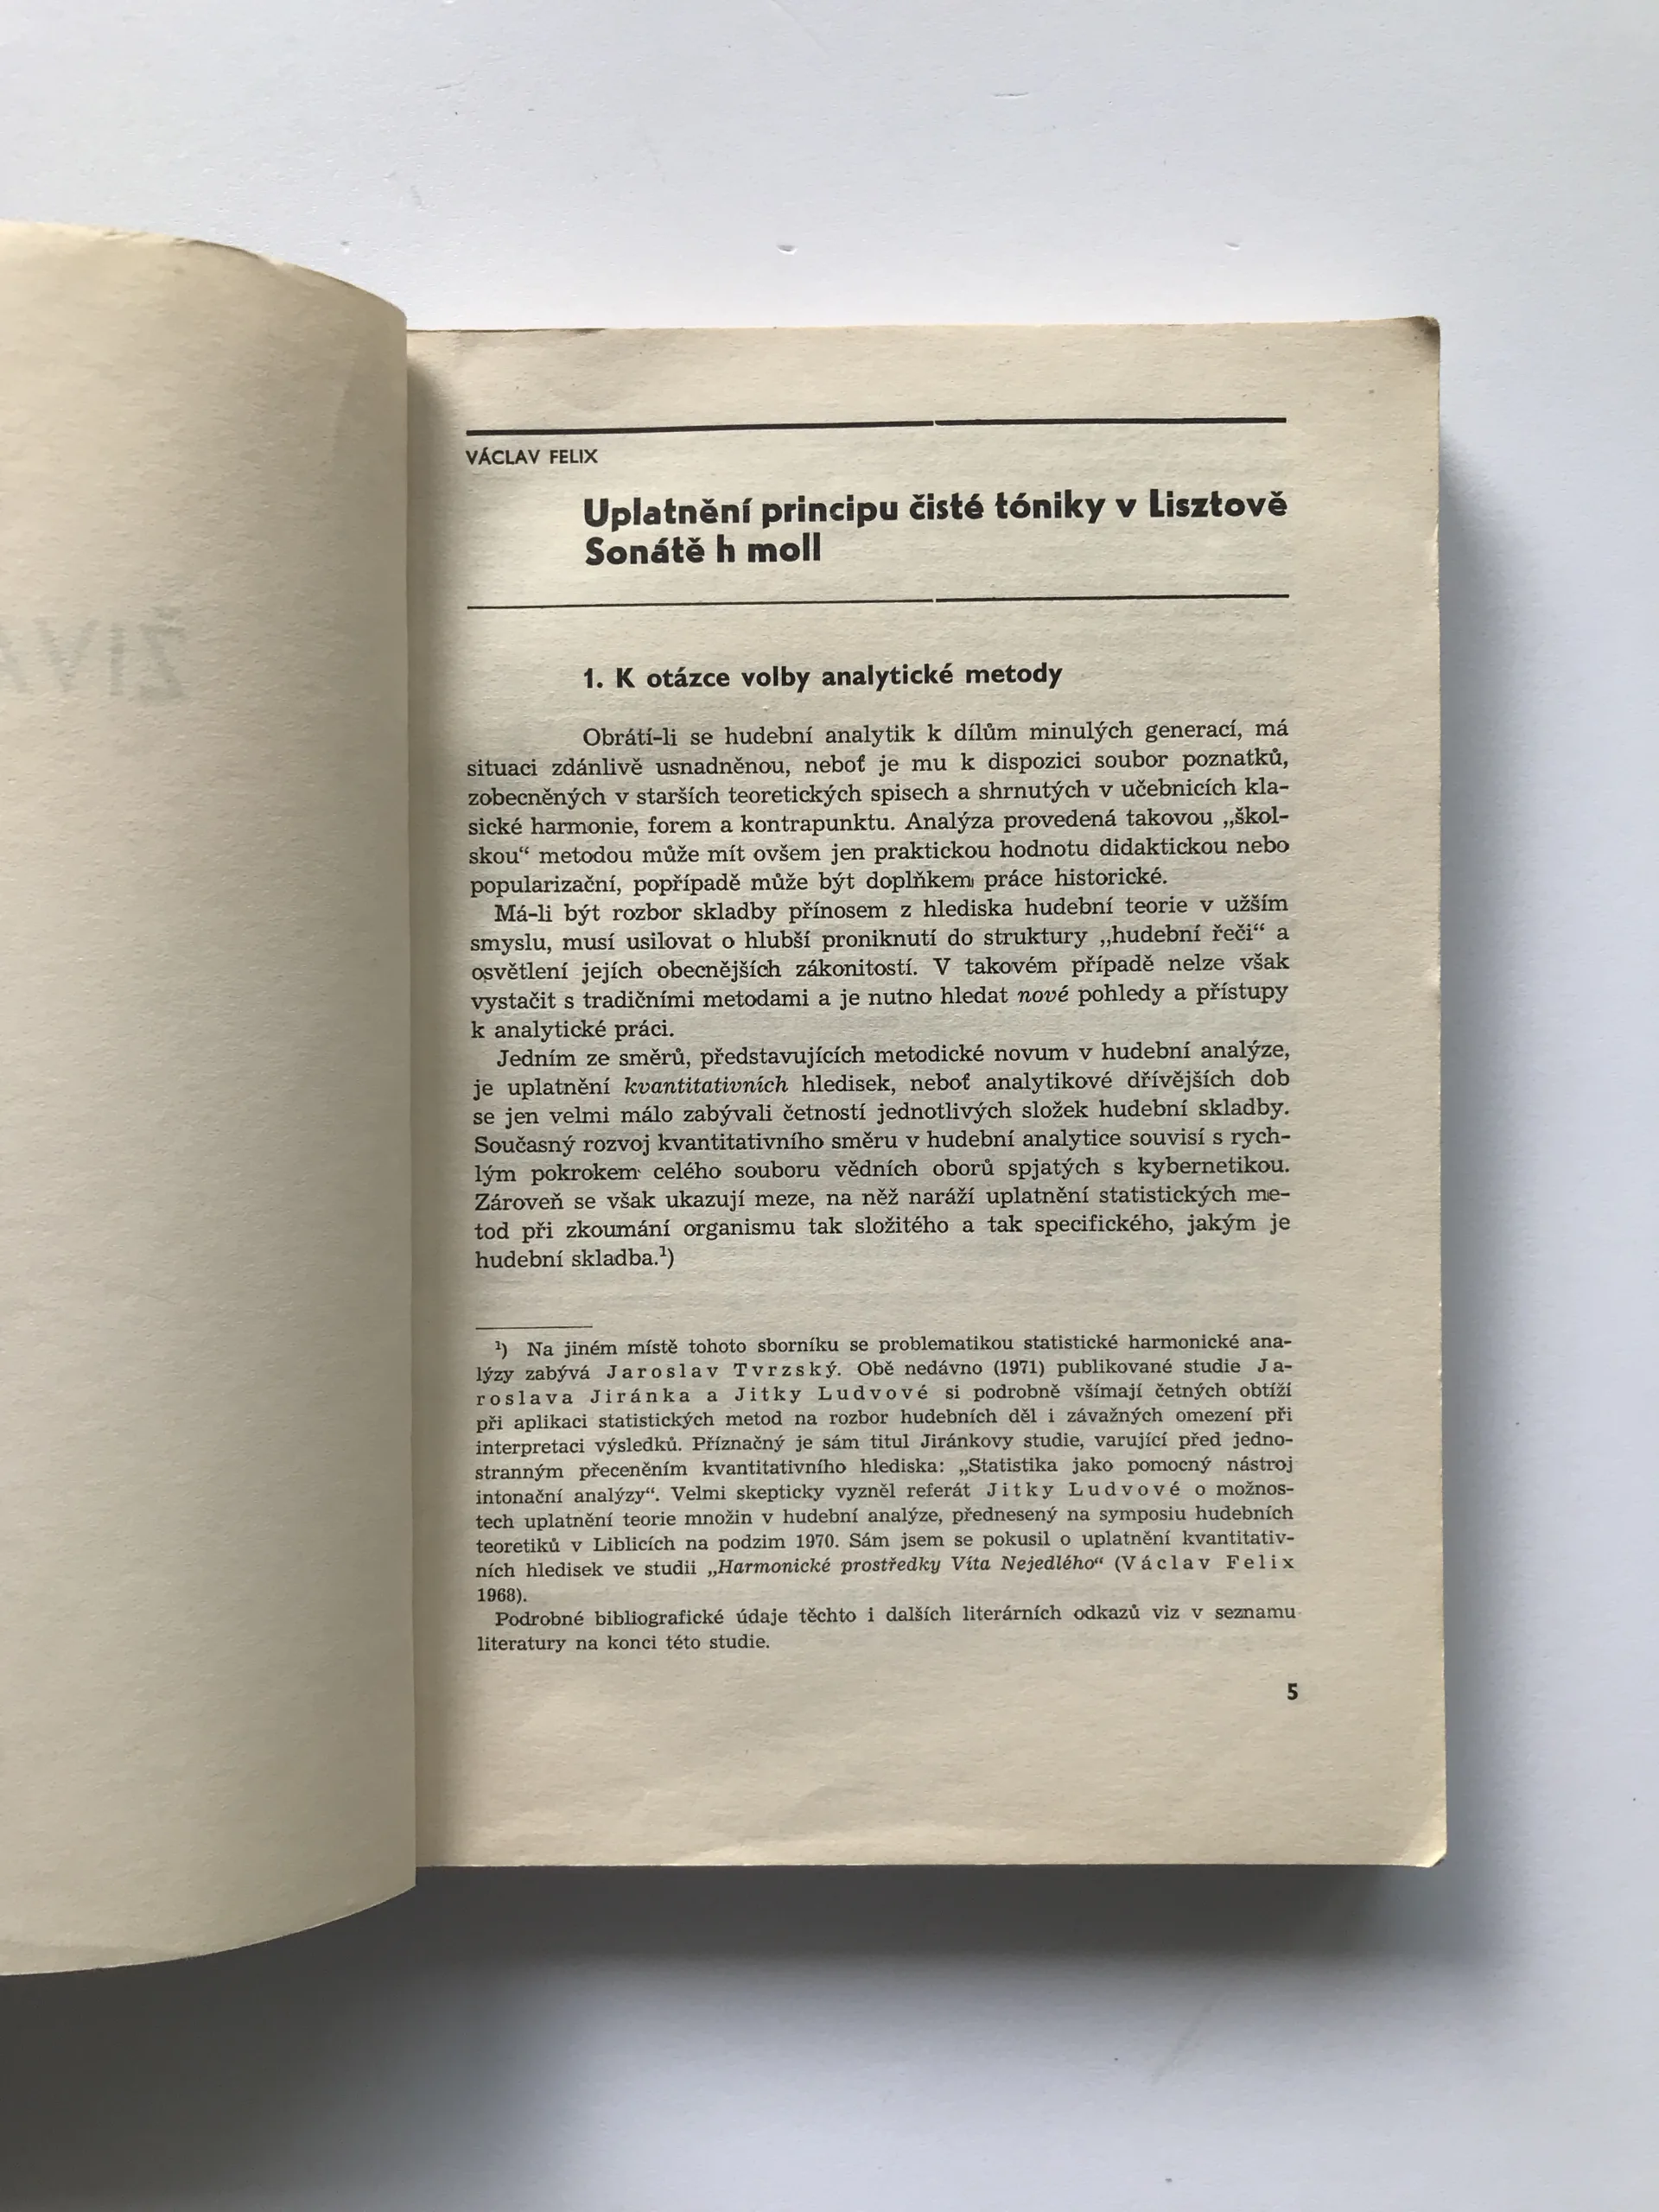 VÁCLAV FELIX
Uplatnění principu čisté tóniky v Lisztově
Sonátě h moll
1. K otázce volby analytické metody
Obrátí-li se hudební analytik k dílům minulých generací, má
situaci zdánlivě usnadněnou, neboť je mu k dispozici soubor poznatků,
zobecněných v starších teoretických spisech a shrnutých v učebnicích kla-
sické harmonie, forem a kontrapunktu. Analýza provedená takovou „škol-
skou“ metodou může mít ovšem jen praktickou hodnotu didaktickou nebo
popularizační, popřípadě může být doplňkem práce historické.
Má-li být rozbor skladby přínosem z hlediska hudební teorie v užším
smyslu, musí usilovat o hlubší proniknutí do struktury „hudební řeči“ a
osvětlení jejích obecnějších zákonitostí. V takovém případě nelze však
vystačit s tradičními metodami a je nutno hledat nové pohledy a přístupy
k analytické práci.
Jedním ze směrů, představujících metodické novum v hudební analýze,
je uplatnění kvantitativních hledisek, neboť analytikové dřívějších dob
se jen velmi málo zabývali četností jednotlivých složek hudební skladby.
Současný rozvoj kvantitativního směru v hudební analytice souvisí s rych-
lým pokrokem celého souboru vědních oborů spjatých s kybernetikou.
Zároveň se však ukazují meze, na něž naráží uplatnění statistických me-
tod při zkoumání organismu tak složitého a tak specifického, jakým je
hudební skladba.¹)
¹) Na jiném místě tohoto sborníku se problematikou statistické harmonické ana-
lýzy zabývá Jaroslav Tvrzský. Obě nedávno (1971) publikované studie Ja-
roslava Jiránka a Jitky Ludvové si podrobně všímají četných obtíží
při aplikaci statistických metod na rozbor hudebních děl i závažných omezení při
interpretaci výsledků. Příznačný je sám titul Jiránkovy studie, varující před jedno-
stranným přeceněním kvantitativního hlediska: „Statistika jako pomocný nástroj
intonační analýzy“. Velmi skepticky vyzněl referát Jitky Ludvové o možnos-
tech uplatnění teorie množin v hudební analýze, přednesený na symposiu hudebních
teoretiků v Liblicích na podzim 1970. Sám jsem se pokusil o uplatnění kvantitativ-
ních hledisek ve studii „Harmonické prostředky Víta Nejedlého“ (Václav Felix
1968).
Podrobné bibliografické údaje těchto i dalších literárních odkazů viz v seznamu
literatury na konci této studie.
5